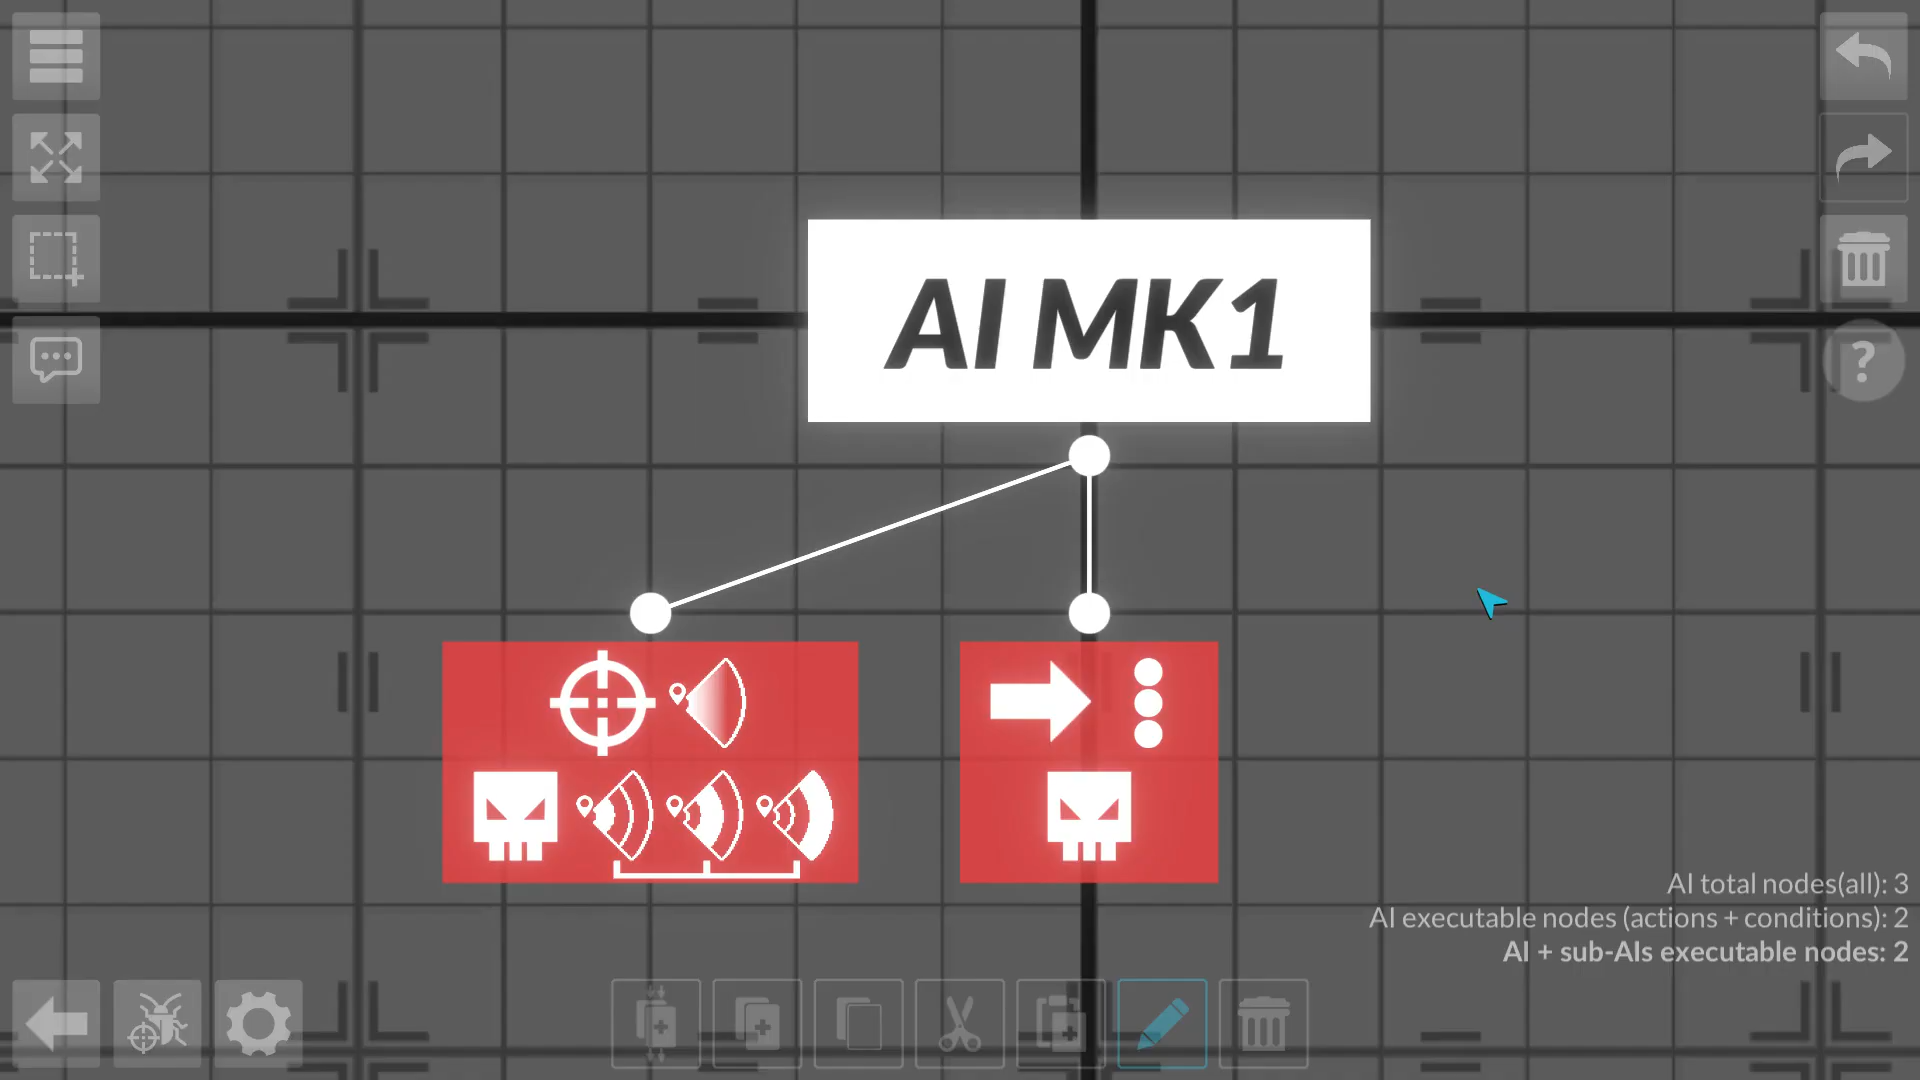 AI MK1
?
AI total nodes(all): 3
AI executable nodes (actions + conditions): 2
AI + sub-AIs executable nodes: 2